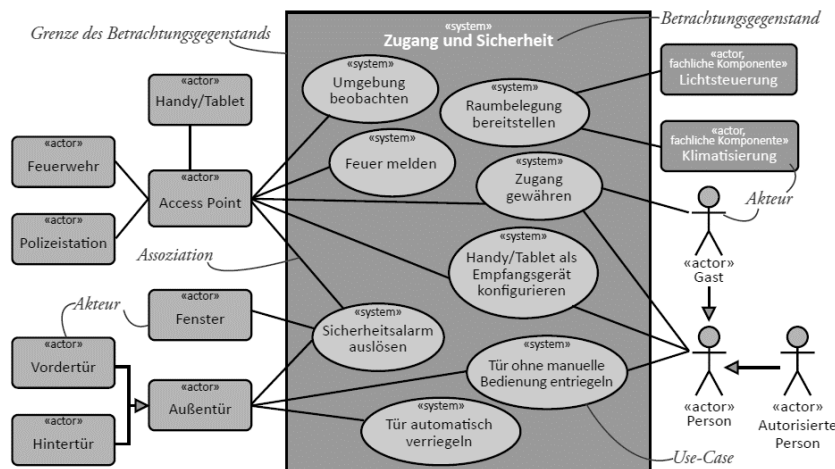 Grenze des Betrachtungsgegenstands
«system»
Zugang und Sicherheit
Betrachtungsgegenstand
«actor»
Handy/Tablet
«actor»
Feuerwehr
«actor»
Polizeistation
«actor»
Access Point
«system»
Umgebung
beobachten
«system»
Feuer melden
«system»
Raumbelegung
bereitstellen
«system»
Zugang
gewähren
«actor,
fachliche Komponente»
Lichtsteuerung
«actor,
fachliche Komponente»
Klimatisierung
Akteur
«actor»
Gast
Assoziation
«system»
Handy/Tablet als
Empfangsgerät
konfigurieren
Akteur
«actor»
Fenster
«system»
Sicherheitsalarm
auslösen
«actor»
Vordertür
«actor»
Hintertür
«actor»
Außentür
«system»
Tür ohne manuelle
Bedienung entriegeln
«system»
Tür automatisch
verriegeln
«actor»
Person
«actor»
Autorisierte
Person
Use-Case